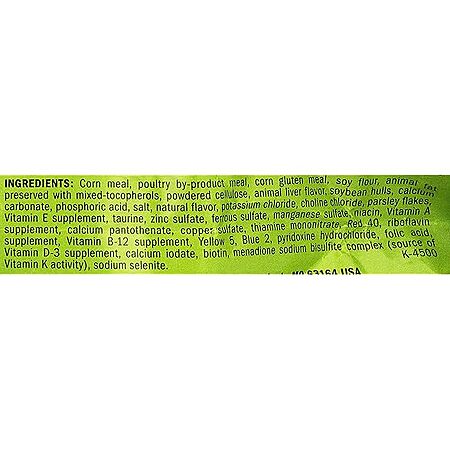 INGREDIENTS: Corn meal, poultry by-product meal, corn gluten meal, soy flour, animal fat
preserved with mixed-tocopherols, powdered cellulose, animal liver flavor, soybean hulls, calcium
carbonate, phosphoric acid, salt, natural flavor, potassium chloride, choline chloride, parsley flakes,
Vitamin E supplement, taurine, zinc sulfate, ferrous sulfate, manganese sulfate, niacin, Vitamin A
supplement, calcium pantothenate, copper sulfate, thiamine mononitrate, Red 40, riboflavin
supplement, Vitamin B-12 supplement, Yellow 5, Blue 2, pyridoxine hydrochloride, folic acid,
Vitamin D-3 supplement, calcium iodate, biotin, menadione sodium bisulfite complex (source of
Vitamin K activity), sodium selenite. K-4500
MO 63164 USA